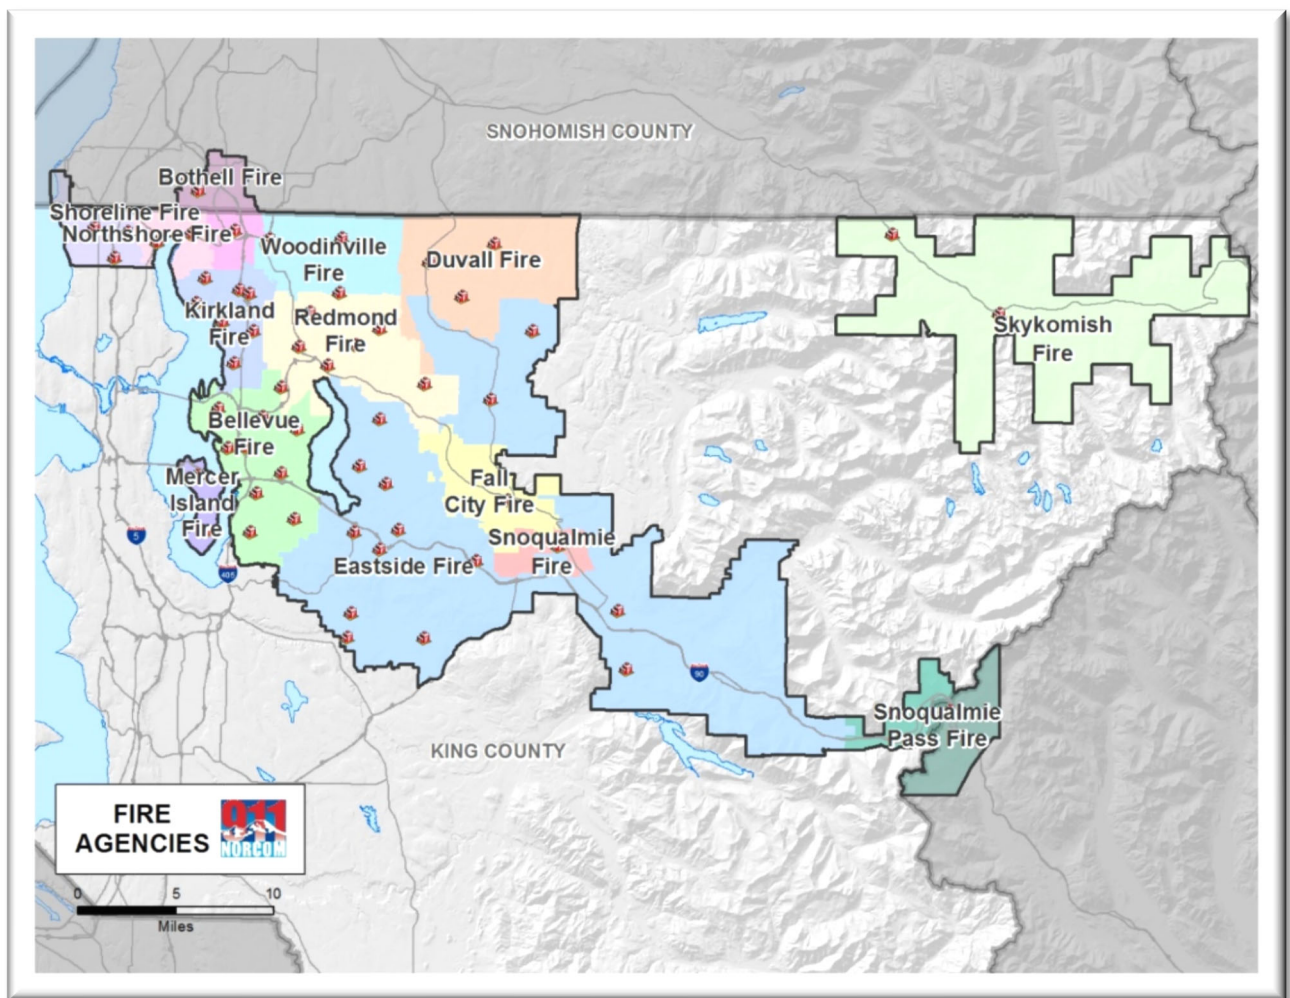 SNOHOMISH COUNTY
Bothell Fire
Shoreline Fire
Northshore Fire
Woodinville
Fire
Duvall Fire
Kirkland
Fire
Redmond
Fire
Skykomish
Fire
Bellevue
Fire
Mercer
Island
Fire
Fall
City Fire
Snoqualmie
Fire
Eastside Fire
5
405
90
Snoqualmie
Pass Fire
KING COUNTY
FIRE
AGENCIES
911
NORCOM
0 5 10
Miles